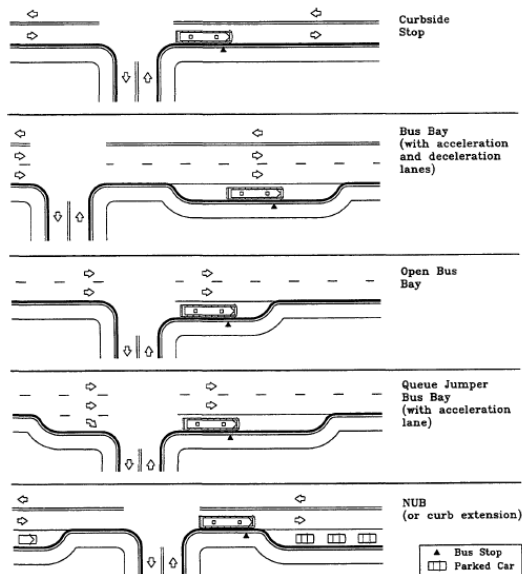 Curbside
Stop
Bus Bay
(with acceleration
and deceleration
lanes)
Open Bus
Bay
Queue Jumper
Bus Bay
(with acceleration
lane)
NUB
(or curb extension)
Bus Stop
Parked Car